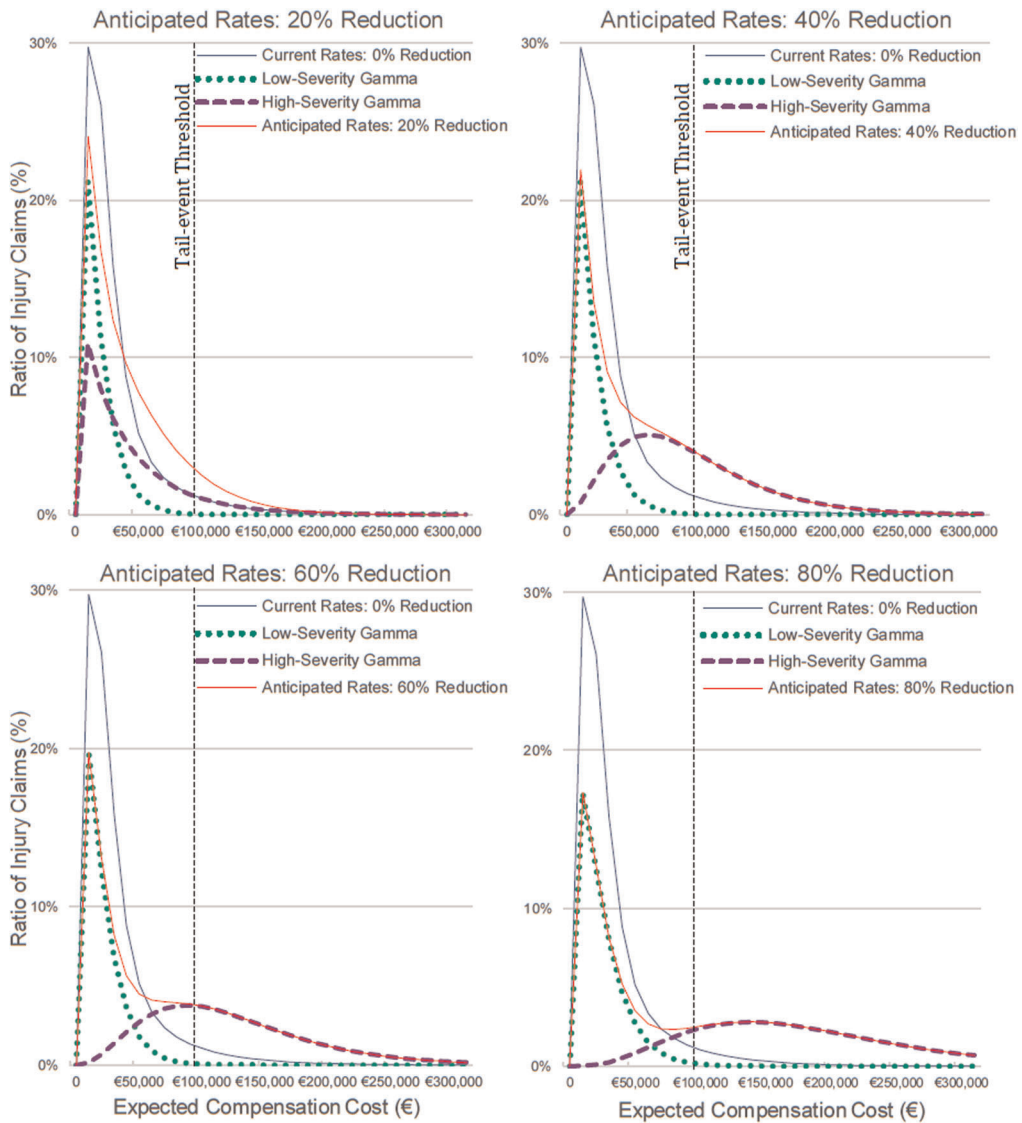 Anticipated Rates: 20% Reduction
30%
Current Rates: 0% Reduction
Low-Severity Gamma
High-Severity Gamma
Anticipated Rates: 20% Reduction
Tail-event Threshold
20%
10%
0%
Ratio of Injury Claims (%)
0 €50,000 €100,000 €150,000 €200,000 €250,000 €300,000
Anticipated Rates: 40% Reduction
30%
Current Rates: 0% Reduction
Low-Severity Gamma
High-Severity Gamma
Anticipated Rates: 40% Reduction
Tail-event Threshold
20%
10%
0%
0 €50,000 €100,000 €150,000 €200,000 €250,000 €300,000
Anticipated Rates: 60% Reduction
30%
Current Rates: 0% Reduction
Low-Severity Gamma
High-Severity Gamma
Anticipated Rates: 60% Reduction
20%
10%
0%
Ratio of Injury Claims (%)
0 €50,000 €100,000 €150,000 €200,000 €250,000 €300,000
Expected Compensation Cost (€)
Anticipated Rates: 80% Reduction
30%
Current Rates: 0% Reduction
Low-Severity Gamma
High-Severity Gamma
Anticipated Rates: 80% Reduction
20%
10%
0%
0 €50,000 €100,000 €150,000 €200,000 €250,000 €300,000
Expected Compensation Cost (€)